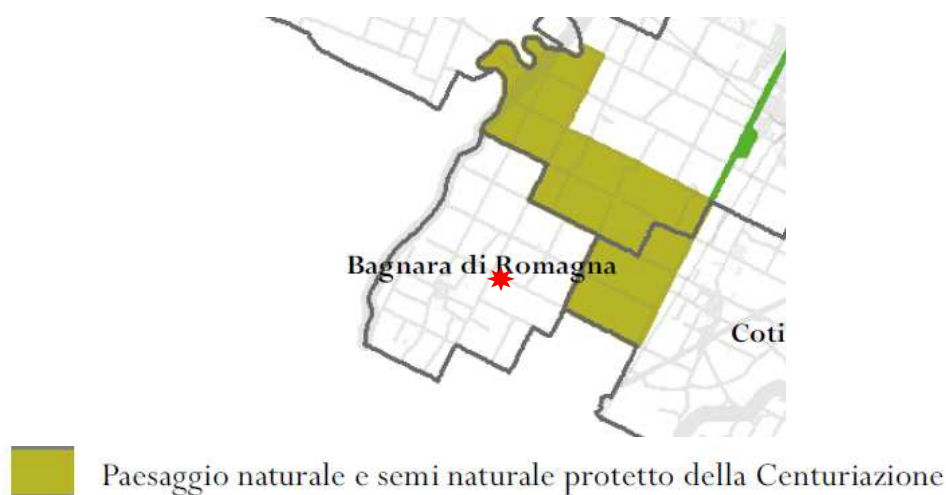 Bagnara di Romagna
Coti
Paesaggio naturale e semi naturale protetto della Centuriazione